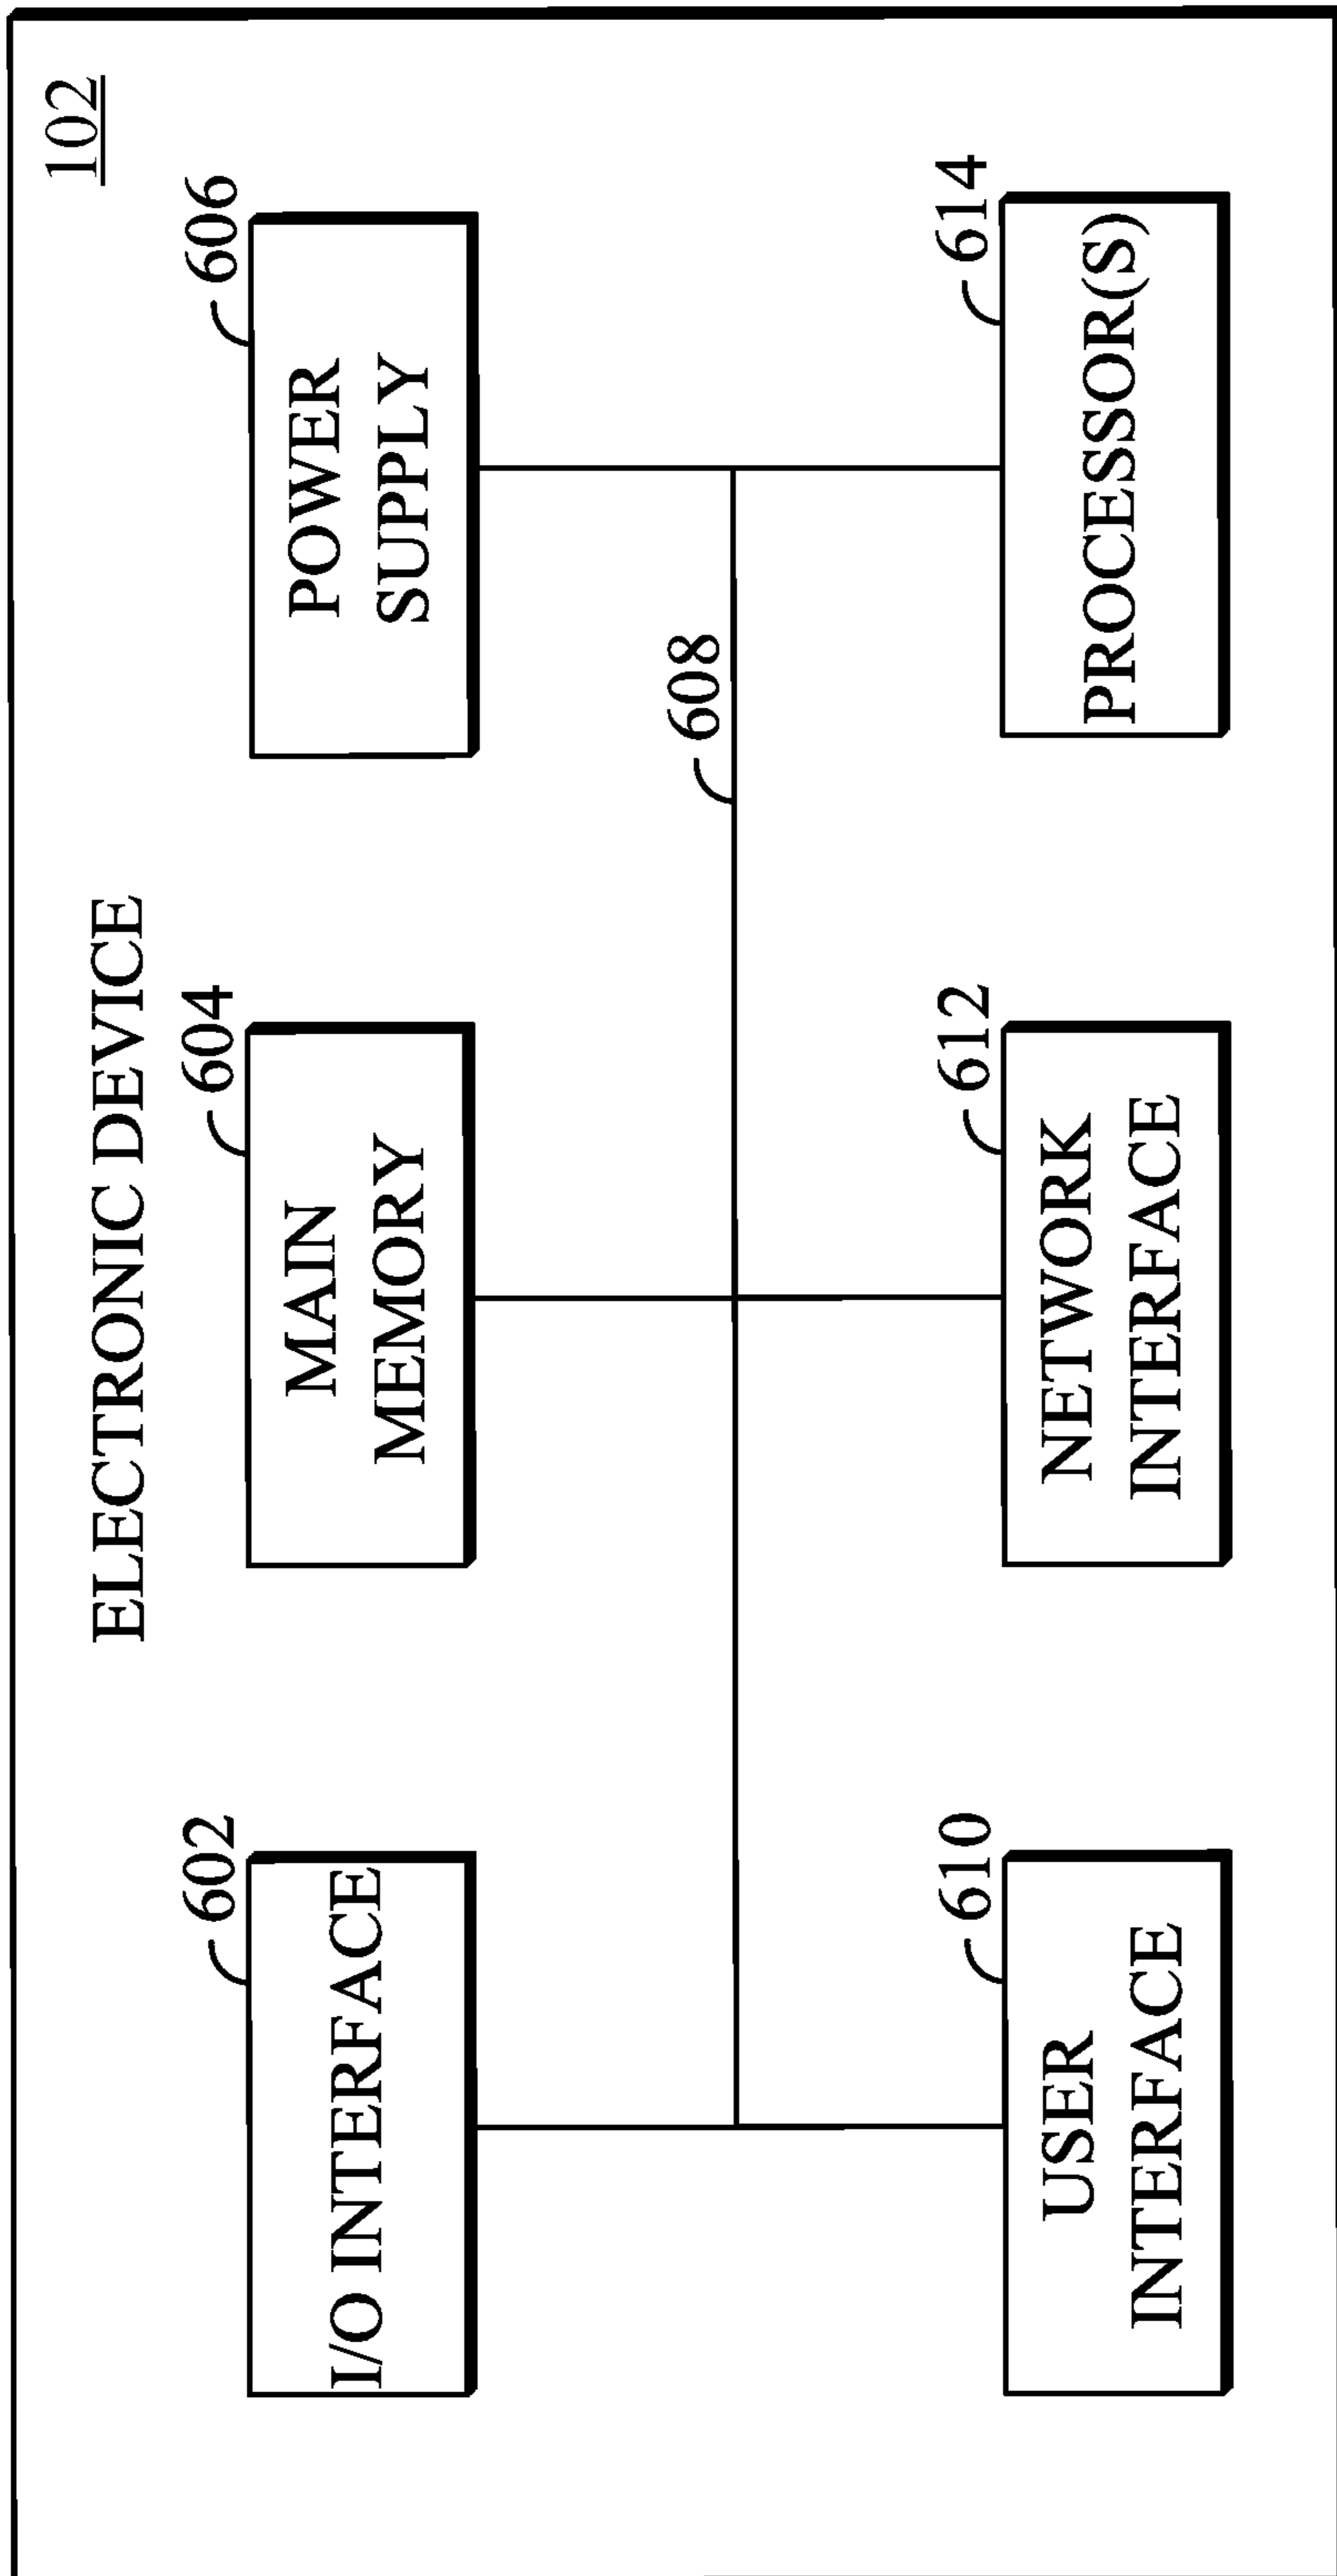 102
ELECTRONIC DEVICE
602
604
606
I/O INTERFACE
MAIN
MEMORY
POWER
SUPPLY
608
610
612
614
USER
INTERFACE
NETWORK
INTERFACE
PROCESSOR(S)